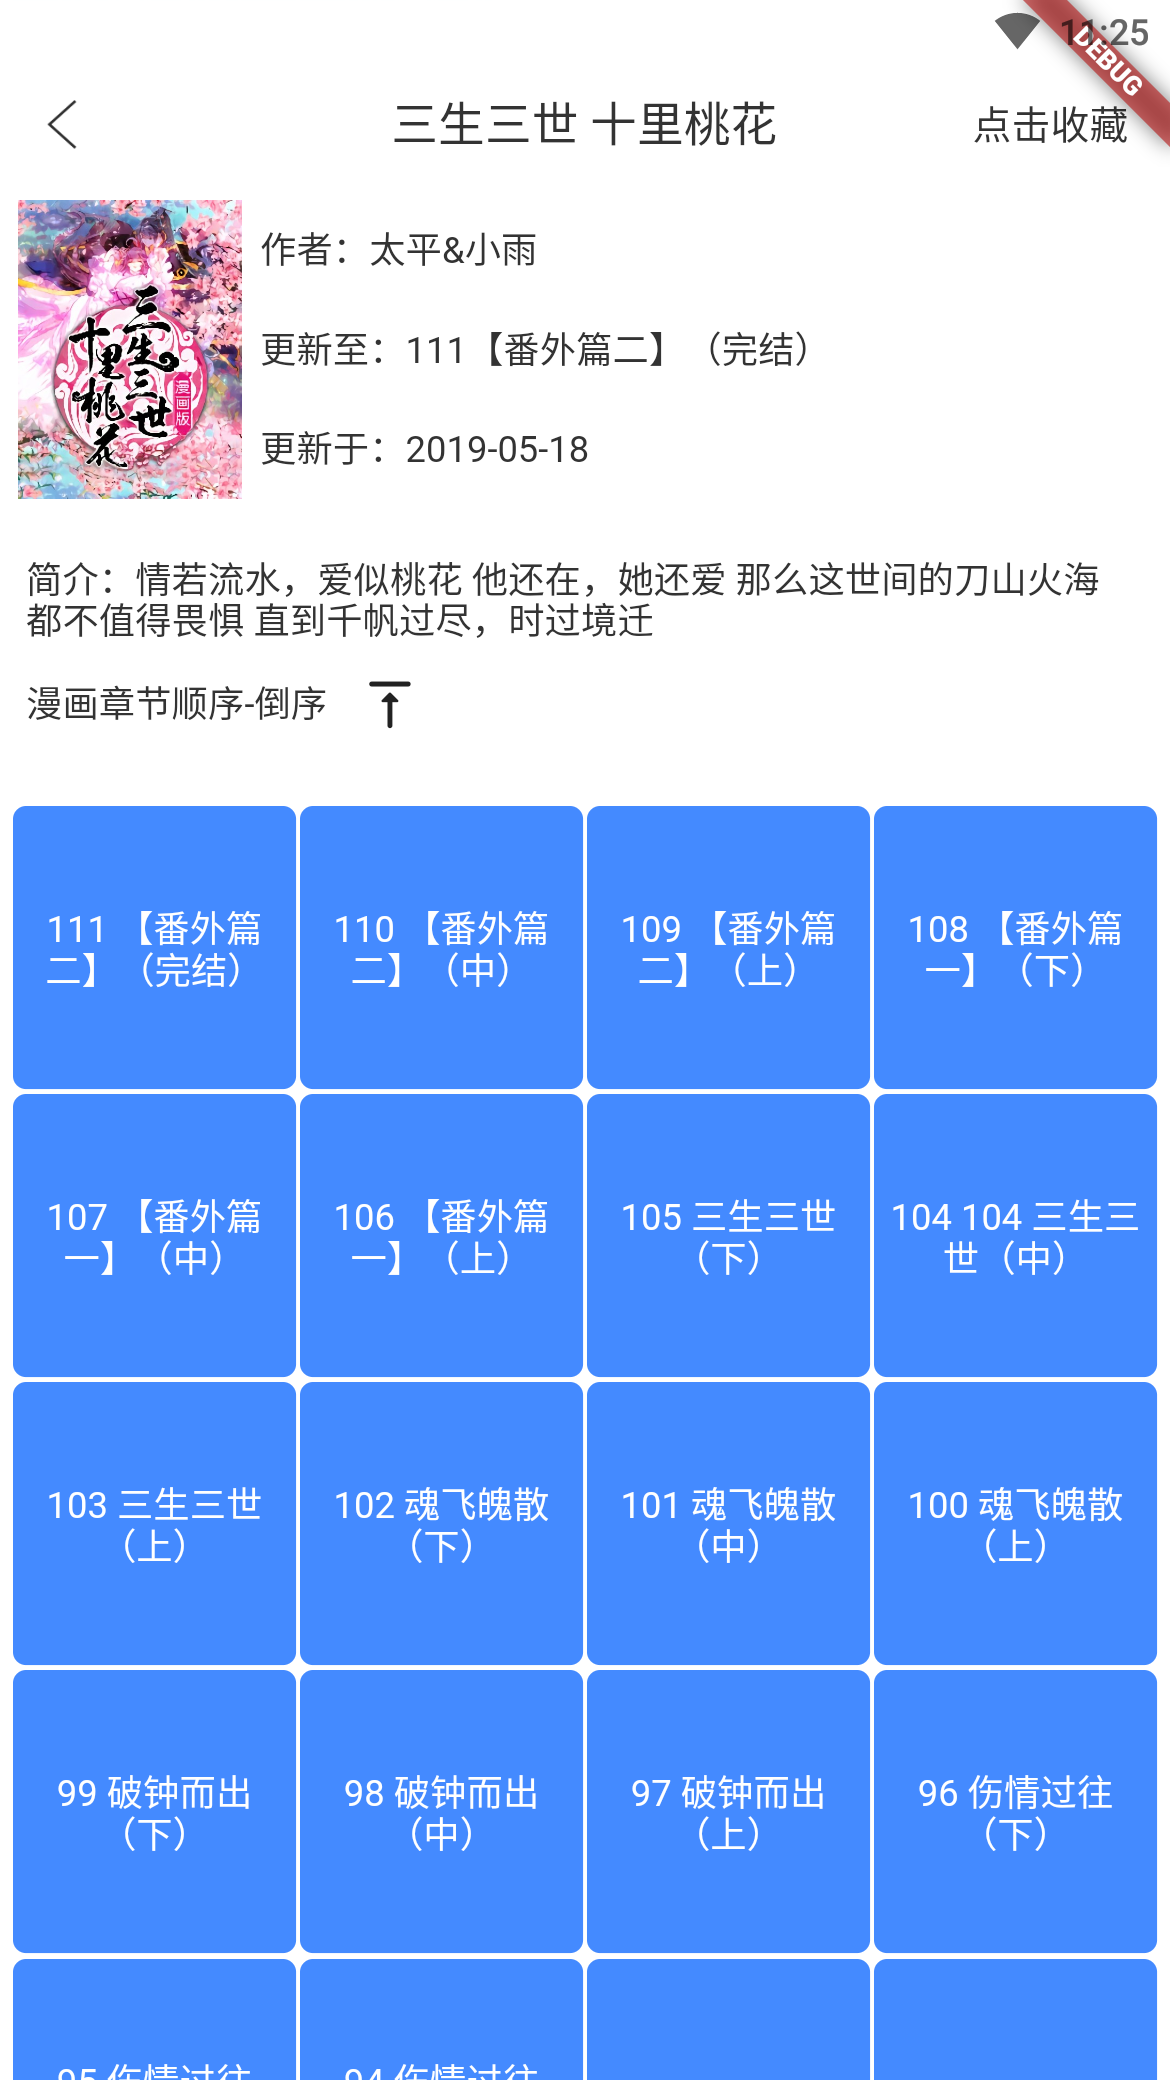 11:25
DEBUG
三生三世 十里桃花
点击收藏
三生三世
十里桃花
漫画版
作者：太平&小雨
更新至：111【番外篇二】（完结）
更新于：2019-05-18
简介：情若流水，爱似桃花 他还在，她还爱 那么这世间的刀山火海
都不值得畏惧 直到千帆过尽，时过境迁
漫画章节顺序-倒序
111 【番外篇
二】（完结）
110 【番外篇
二】（中）
109 【番外篇
二】（上）
108 【番外篇
一】（下）
107 【番外篇
一】（中）
106 【番外篇
一】（上）
105 三生三世
（下）
104 104 三生三
世（中）
103 三生三世
（上）
102 魂飞魄散
（下）
101 魂飞魄散
（中）
100 魂飞魄散
（上）
99 破钟而出
（下）
98 破钟而出
（中）
97 破钟而出
（上）
96 伤情过往
（下）
95 伤情过往
94 伤情过往